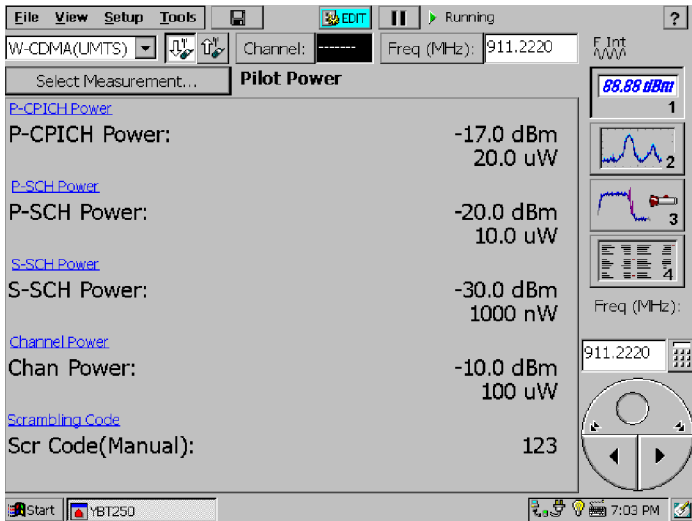 File View Setup Tools EDIT Running ?
W-CDMA(UMTS) Channel: ------- Freq (MHz): 911.2220 F Int
Select Measurement... Pilot Power
88.88 dBm
1
P-CPICH Power
P-CPICH Power: -17.0 dBm
20.0 uW
2
P-SCH Power
P-SCH Power: -20.0 dBm
10.0 uW
3
S-SCH Power
S-SCH Power: -30.0 dBm
1000 nW
4
Freq (MHz):
Channel Power
Chan Power: -10.0 dBm
100 uW
911.2220
Scrambling Code
Scr Code(Manual): 123
Start YBT250 7:03 PM